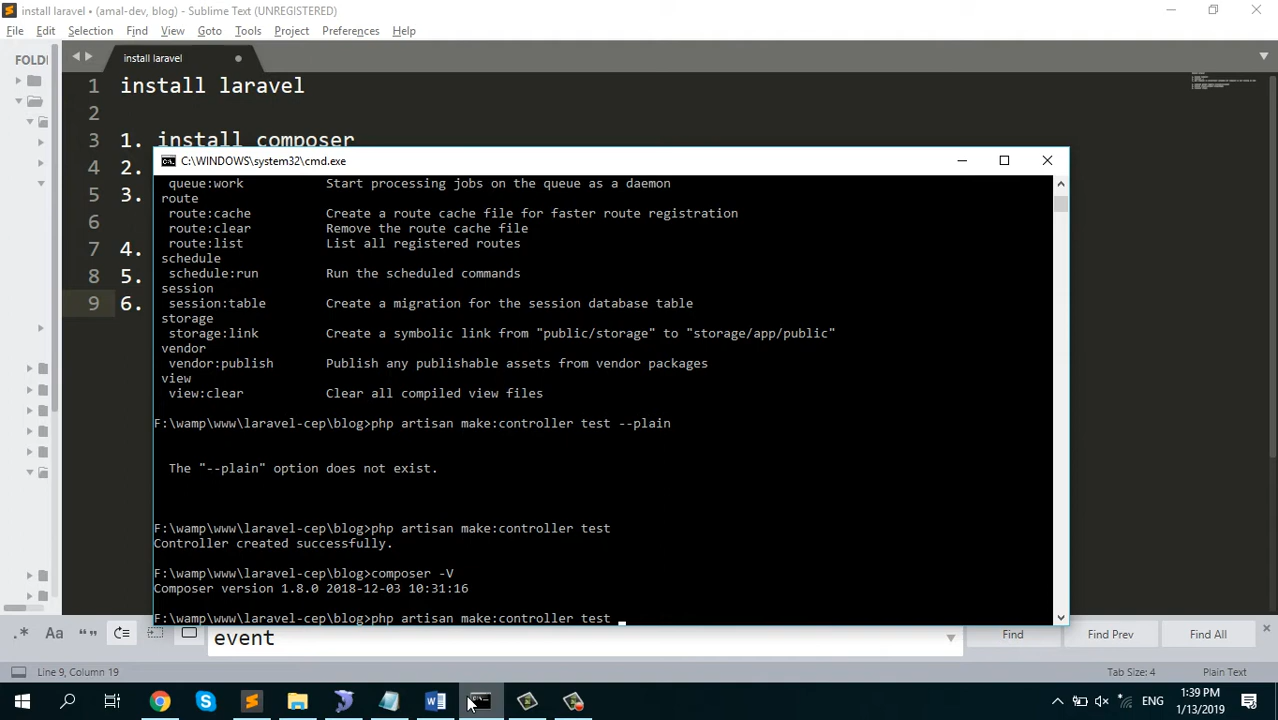 install laravel • (amal-dev, blog) - Sublime Text (UNREGISTERED)
File Edit Selection Find View Goto Tools Project Preferences Help
FOLD
install laravel
1 install laravel
2
3 1. install composer
4 2.
5 3.
6
7 4.
8 5.
9 6.
C:\WINDOWS\system32\cmd.exe
queue:work Start processing jobs on the queue as a daemon
route
route:cache Create a route cache file for faster route registration
route:clear Remove the route cache file
route:list List all registered routes
schedule
schedule:run Run the scheduled commands
session
session:table Create a migration for the session database table
storage
storage:link Create a symbolic link from "public/storage" to "storage/app/public"
vendor
vendor:publish Publish any publishable assets from vendor packages
view
view:clear Clear all compiled view files
F:\wamp\www\laravel-cep\blog>php artisan make:controller test --plain
The "--plain" option does not exist.
F:\wamp\www\laravel-cep\blog>php artisan make:controller test
Controller created successfully.
F:\wamp\www\laravel-cep\blog>composer -V
Composer version 1.8.0 2018-12-03 10:31:16
F:\wamp\www\laravel-cep\blog>php artisan make:controller test _
.* Aa “” event Find Find Prev Find All
Line 9, Column 19 Tab Size: 4 Plain Text
ENG 1:39 PM
1/13/2019